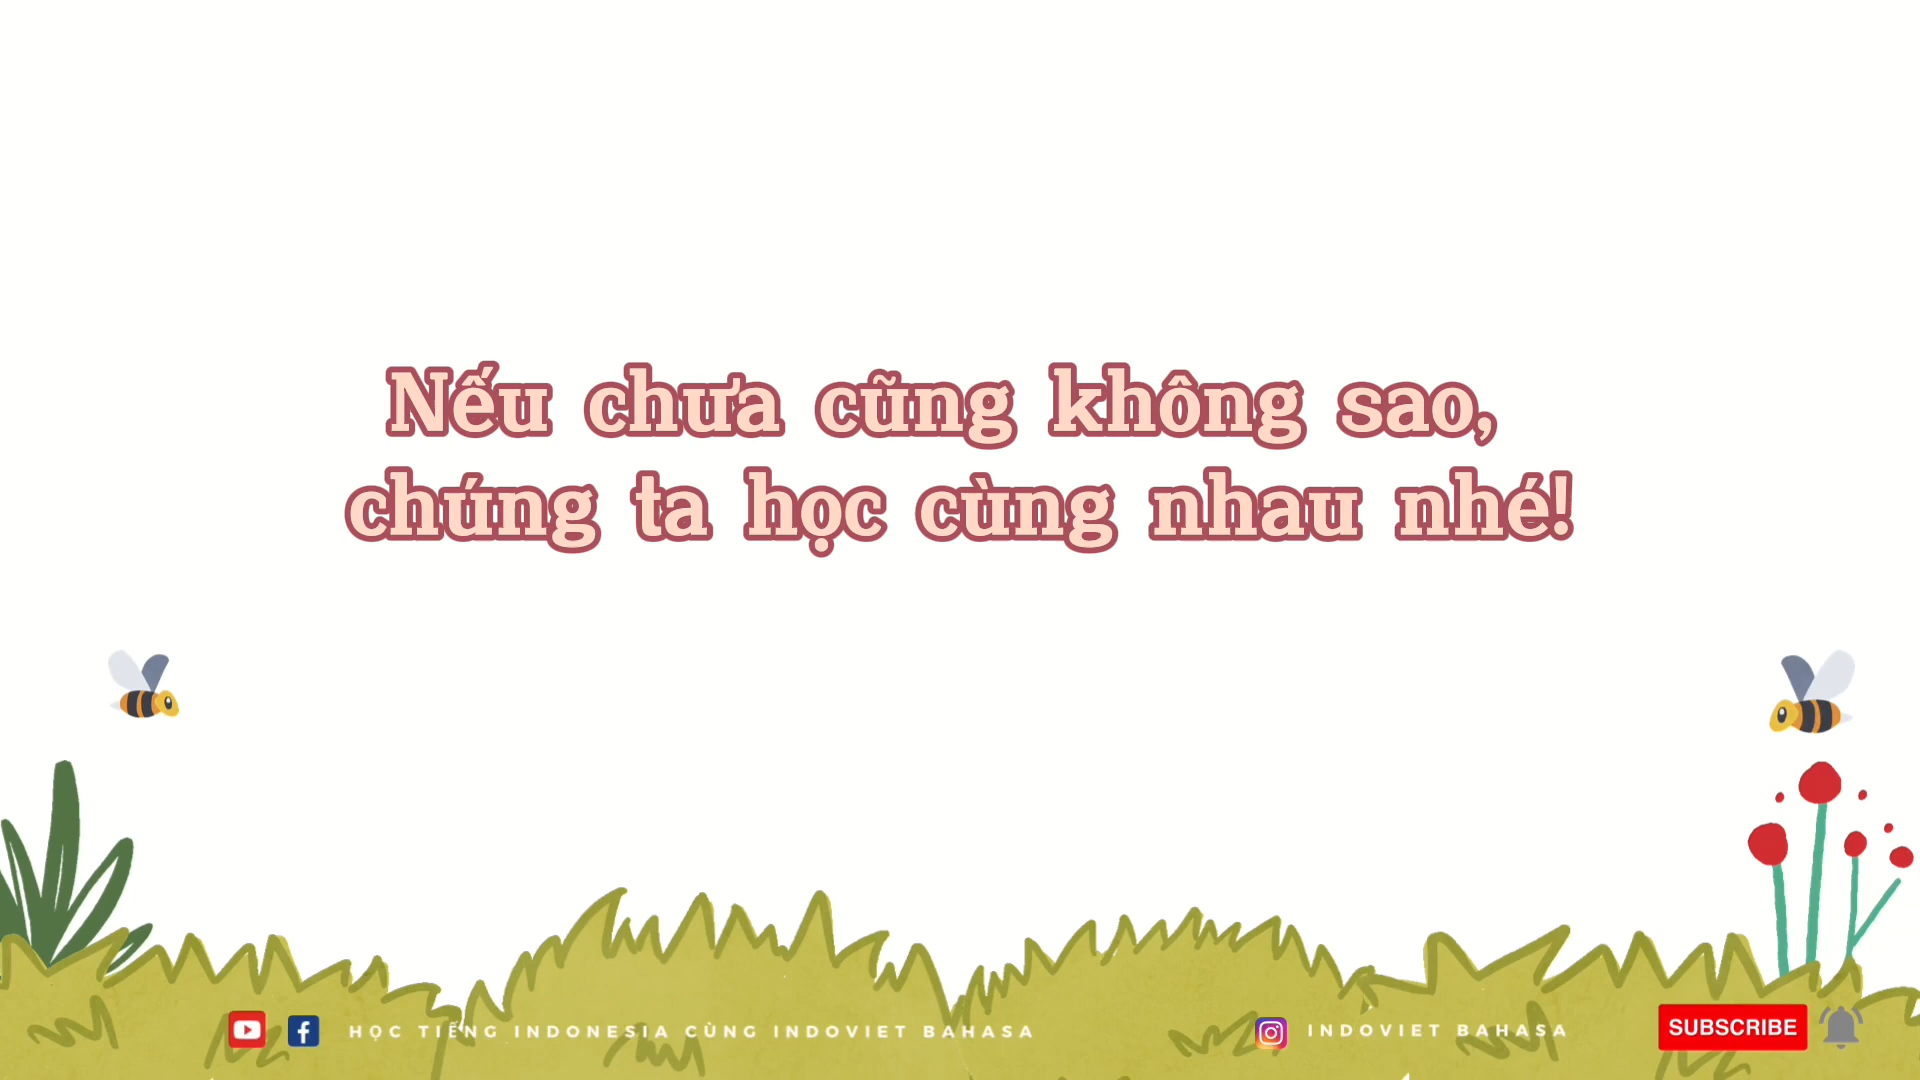 Nếu chưa cũng không sao,
chúng ta học cùng nhau nhé!
HỌC TIẾNG INDONESIA CÙNG INDOVIET BAHASA
INDOVIET BAHASA
SUBSCRIBE